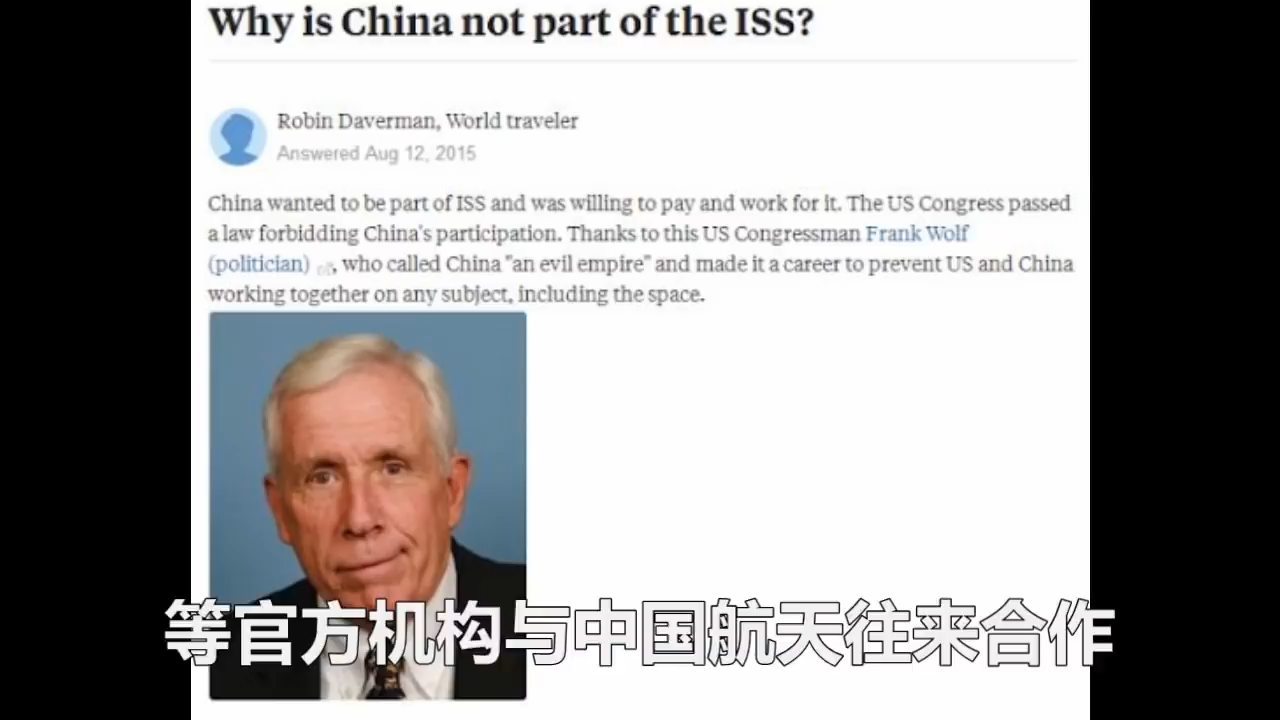 Why is China not part of the ISS?
Robin Daverman, World traveler
Answered Aug 12, 2015
China wanted to be part of ISS and was willing to pay and work for it. The US Congress passed
a law forbidding China's participation. Thanks to this US Congressman Frank Wolf
(politician) , who called China "an evil empire" and made it a career to prevent US and China
working together on any subject, including the space.
等官方机构与中国航天往来合作